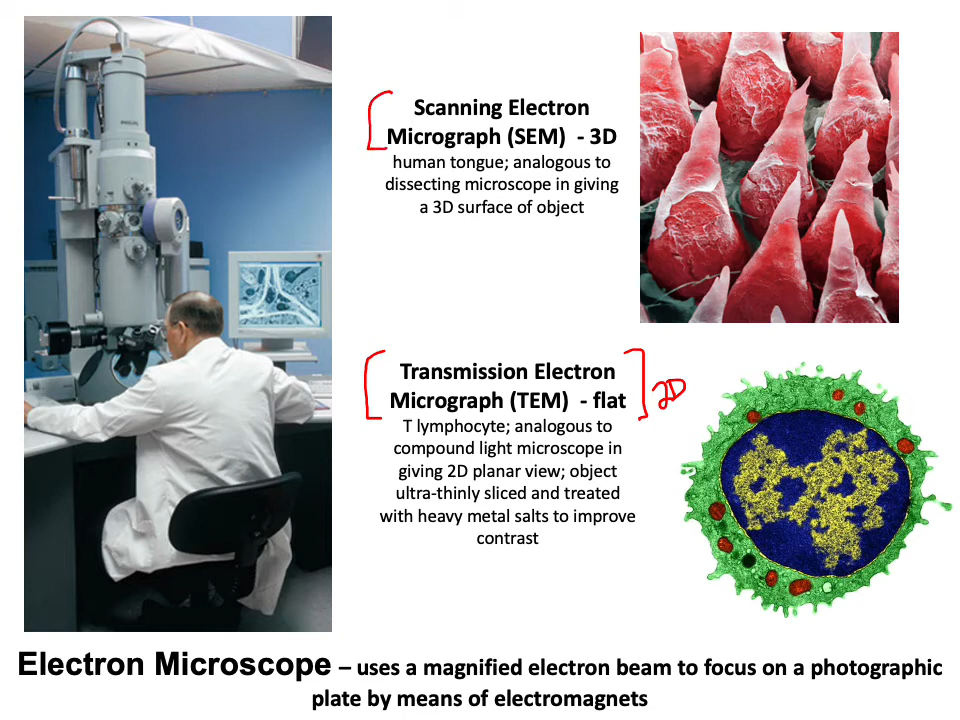 Scanning Electron
Micrograph (SEM) - 3D
human tongue; analogous to
dissecting microscope in giving
a 3D surface of object
Transmission Electron
Micrograph (TEM) - flat
2D
T lymphocyte; analogous to
compound light microscope in
giving 2D planar view; object
ultra-thinly sliced and treated
with heavy metal salts to improve
contrast
Electron Microscope – uses a magnified electron beam to focus on a photographic
plate by means of electromagnets